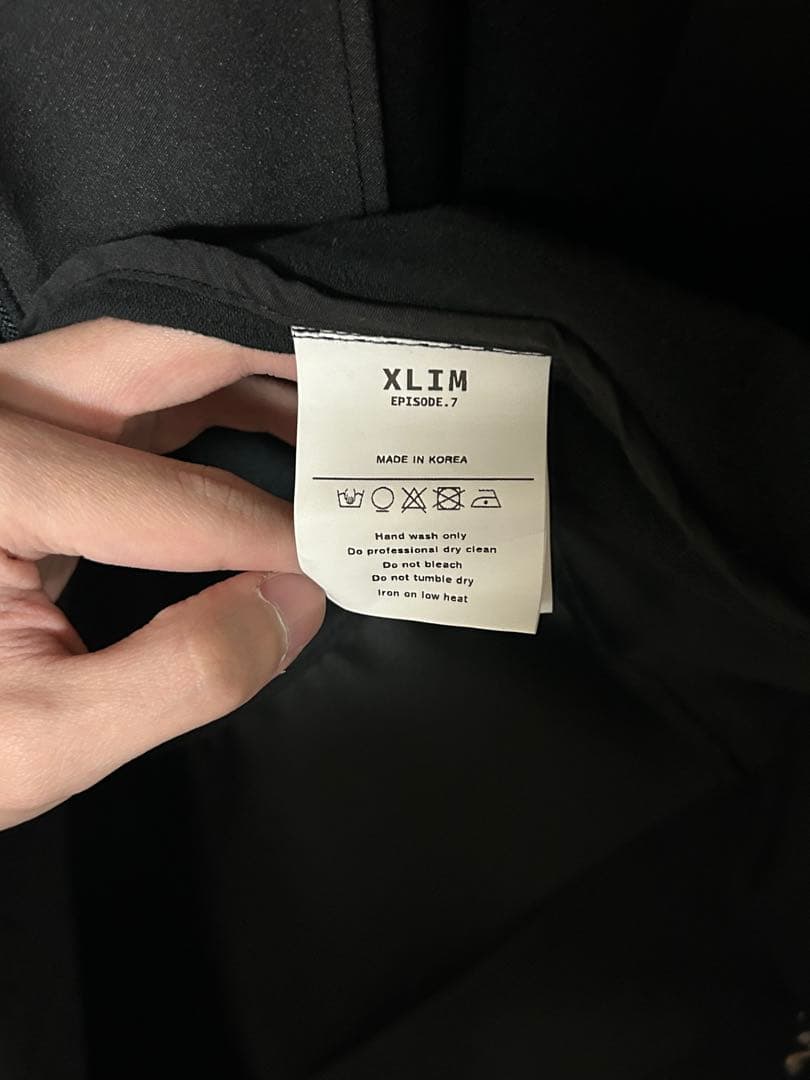 XLIM
EPISODE.7
MADE IN KOREA
Hand wash only
Do professional dry clean
Do not bleach
Do not tumble dry
Iron on low heat